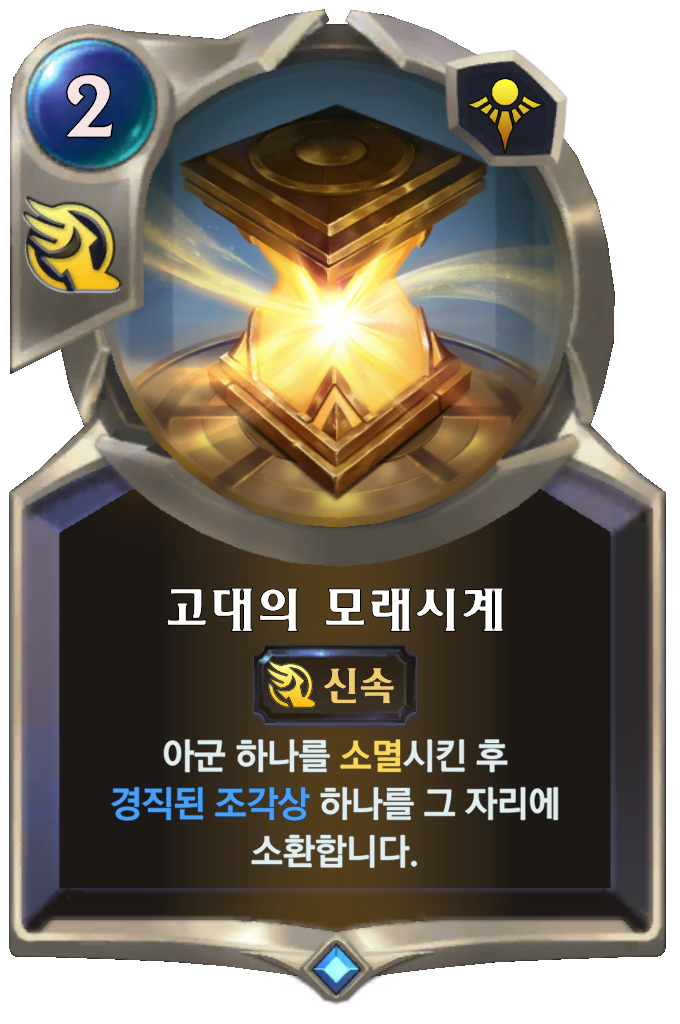 2
고대의 모래시계
신속
아군 하나를 소멸시킨 후
경직된 조각상 하나를 그 자리에
소환합니다.